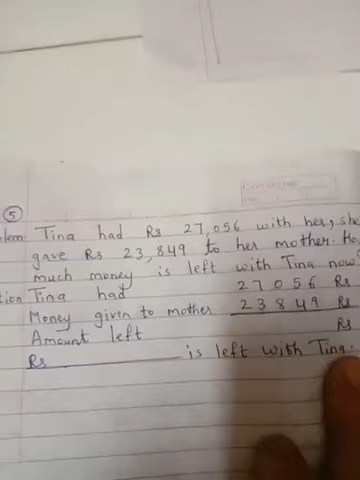 5
Tina had Rs 27,056 with her, she
gave Rs 23,849 to her mother.
much money is left with Tina now?
Tina had 27056 Rs
Money given to mother 23849 Rs
Amount left Rs
Rs __________ is left with Tina.